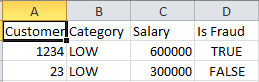 A B C D
Customer Category Salary Is Fraud
1234 LOW 600000 TRUE
23 LOW 300000 FALSE